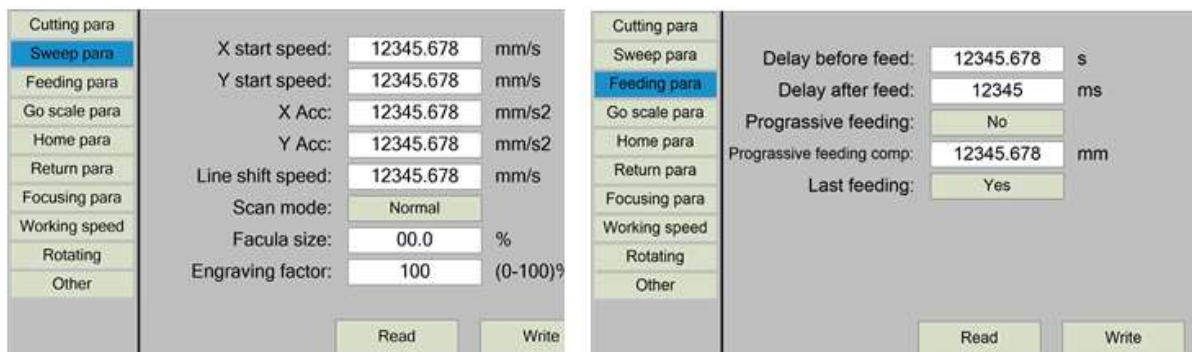 Cutting para
Sweep para
Feeding para
Go scale para
Home para
Return para
Focusing para
Working speed
Rotating
Other
X start speed: 12345.678 mm/s
Y start speed: 12345.678 mm/s
X Acc: 12345.678 mm/s2
Y Acc: 12345.678 mm/s2
Line shift speed: 12345.678 mm/s
Scan mode: Normal
Facula size: 00.0 %
Engraving factor: 100 (0-100)%
Read Write
Cutting para
Sweep para
Feeding para
Go scale para
Home para
Return para
Focusing para
Working speed
Rotating
Other
Delay before feed: 12345.678 s
Delay after feed: 12345 ms
Prograssive feeding: No
Prograssive feeding comp: 12345.678 mm
Last feeding: Yes
Read Write